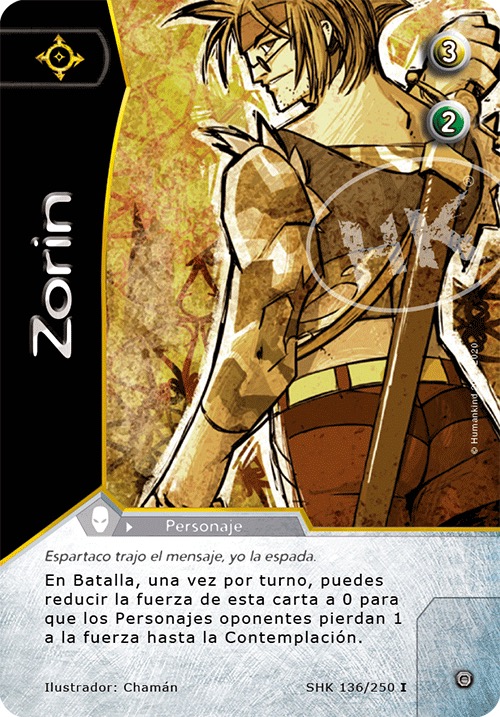 3
2
Zorin
HK
®
Personaje
Espartaco trajo el mensaje, yo la espada.
En Batalla, una vez por turno, puedes
reducir la fuerza de esta carta a 0 para
que los Personajes oponentes pierdan 1
a la fuerza hasta la Contemplación.
Ilustrador: Chamán
SHK 136/250 I
© Humankind
2020